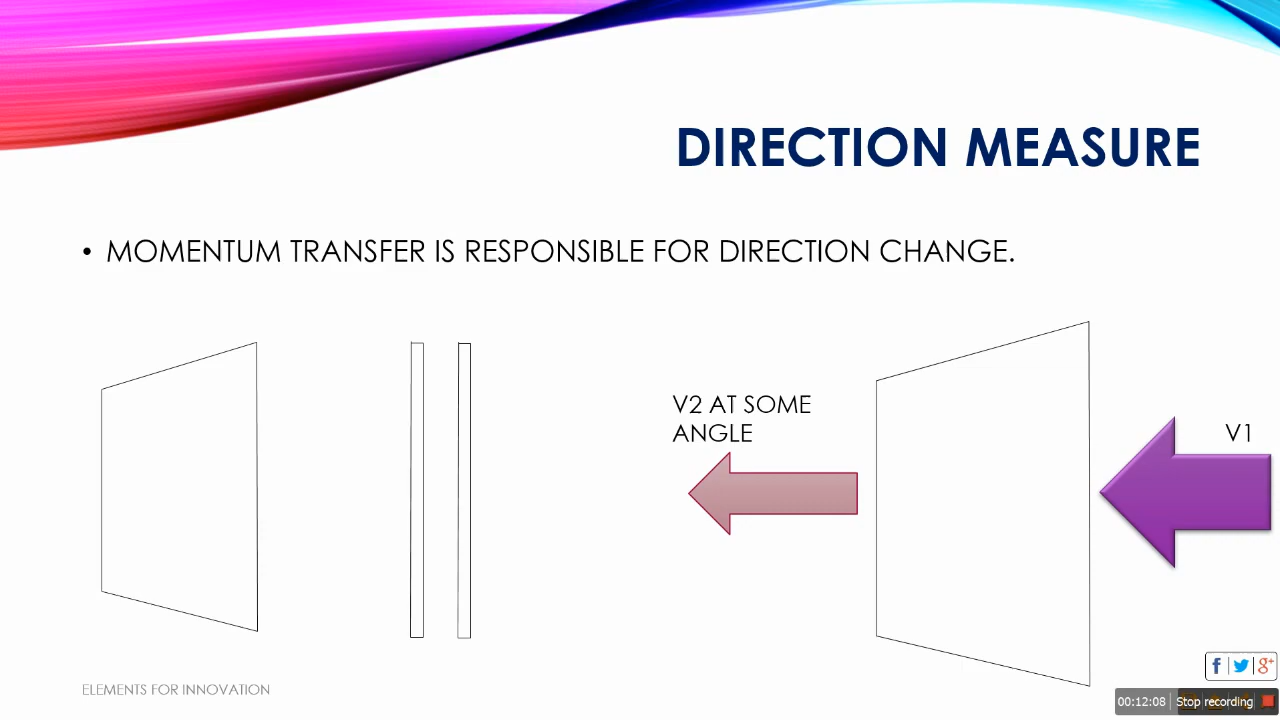 DIRECTION MEASURE
• MOMENTUM TRANSFER IS RESPONSIBLE FOR DIRECTION CHANGE.
V2 AT SOME
ANGLE
V1
ELEMENTS FOR INNOVATION
f
g+
00:12:08 Stop recording